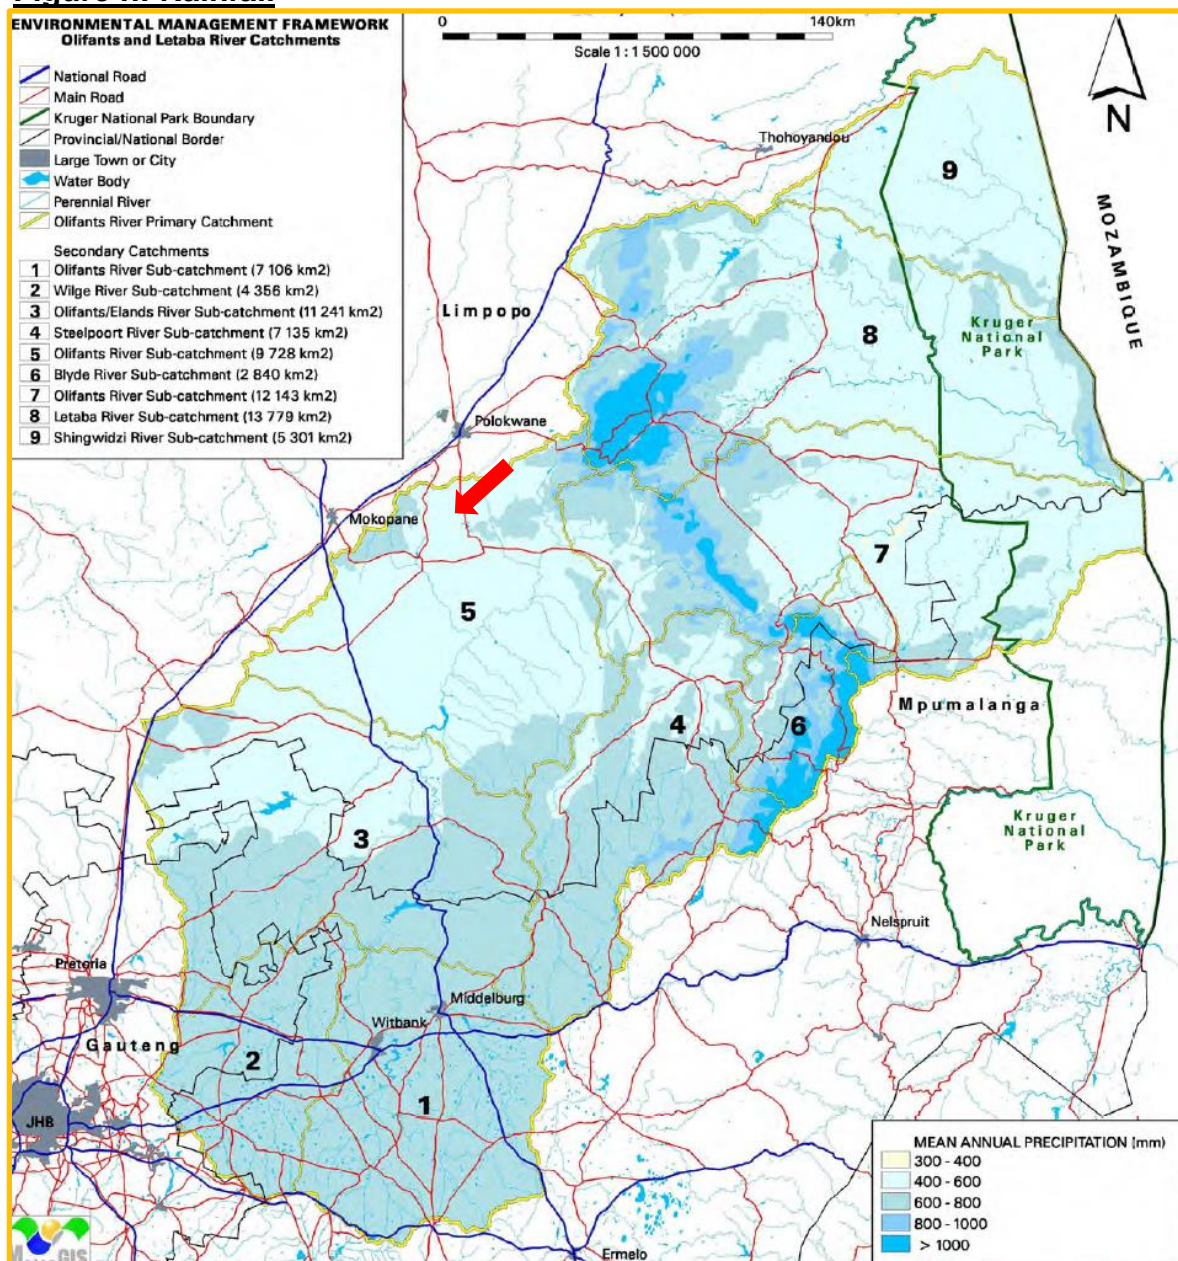 ENVIRONMENTAL MANAGEMENT FRAMEWORK
Olifants and Letaba River Catchments
National Road
Main Road
Kruger National Park Boundary
Provincial/National Border
Large Town or City
Water Body
Perennial River
Olifants River Primary Catchment
Secondary Catchments
1 Olifants River Sub-catchment (7 106 km2)
2 Wilge River Sub-catchment (4 356 km2)
3 Olifants/Elands River Sub-catchment (11 241 km2)
4 Steelpoort River Sub-catchment (7 135 km2)
5 Olifants River Sub-catchment (9 728 km2)
6 Blyde River Sub-catchment (2 840 km2)
7 Olifants River Sub-catchment (12 143 km2)
8 Letaba River Sub-catchment (13 779 km2)
9 Shingwidzi River Sub-catchment (5 301 km2)
0 140km
Scale 1 : 1 500 000
N
Thohoyandou
9
MOZAMBIQUE
Limpopo
8
Kruger
National
Park
Polokwane
Mokopane
7
5
4
6
Mpumalanga
3
Kruger
National
Park
Nelspruit
Pretoria
Middelburg
Witbank
Gauteng
2
1
JHB
Ermelo
MEAN ANNUAL PRECIPITATION (mm)
300 - 400
400 - 600
600 - 800
800 - 1000
> 1000
GIS